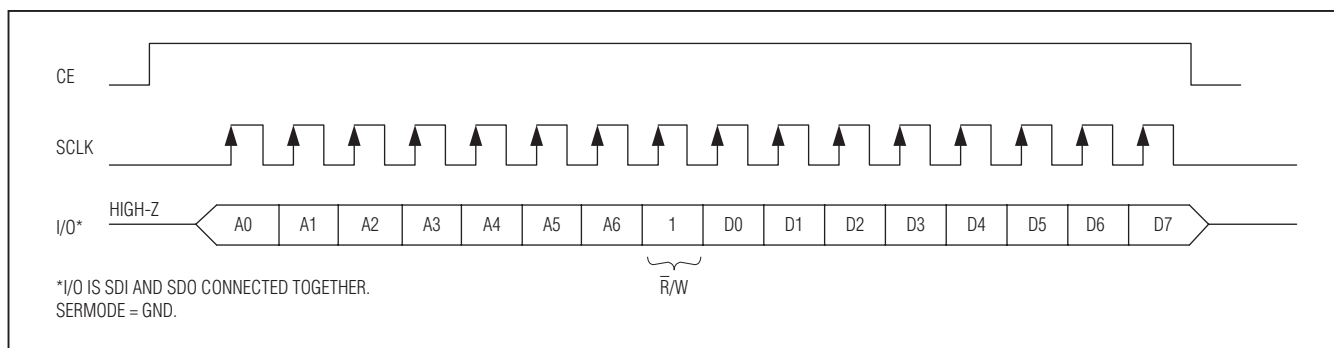 CE
SCLK
HIGH-Z
I/O* A0 A1 A2 A3 A4 A5 A6 1 D0 D1 D2 D3 D4 D5 D6 D7
R̅/W
*I/O IS SDI AND SDO CONNECTED TOGETHER.
SERMODE = GND.